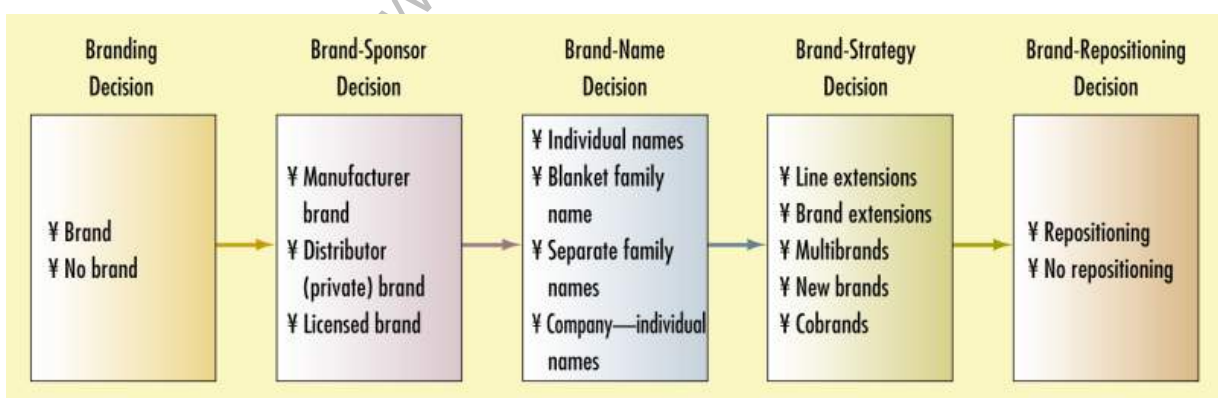 Branding
Decision
Brand-Sponsor
Decision
Brand-Name
Decision
Brand-Strategy
Decision
Brand-Repositioning
Decision
¥ Brand
¥ No brand
¥ Manufacturer
brand
¥ Distributor
(private) brand
¥ Licensed brand
¥ Individual names
¥ Blanket family
name
¥ Separate family
names
¥ Company—individual
names
¥ Line extensions
¥ Brand extensions
¥ Multibrands
¥ New brands
¥ Cobrands
¥ Repositioning
¥ No repositioning